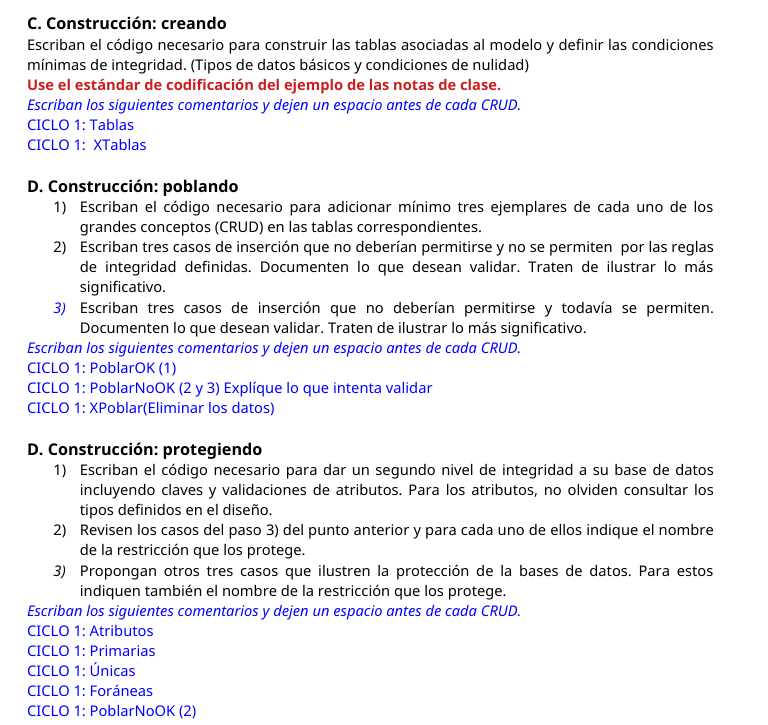 C. Construcción: creando
Escriban el código necesario para construir las tablas asociadas al modelo y definir las condiciones
mínimas de integridad. (Tipos de datos básicos y condiciones de nulidad)
Use el estándar de codificación del ejemplo de las notas de clase.
Escriban los siguientes comentarios y dejen un espacio antes de cada CRUD.
CICLO 1: Tablas
CICLO 1:  XTablas
D. Construcción: poblando
1) Escriban el código necesario para adicionar mínimo tres ejemplares de cada uno de los
grandes conceptos (CRUD) en las tablas correspondientes.
2) Escriban tres casos de inserción que no deberían permitirse y no se permiten  por las reglas
de integridad definidas. Documenten lo que desean validar. Traten de ilustrar lo más
significativo.
3) Escriban tres casos de inserción que no deberían permitirse y todavía se permiten.
Documenten lo que desean validar. Traten de ilustrar lo más significativo.
Escriban los siguientes comentarios y dejen un espacio antes de cada CRUD.
CICLO 1: PoblarOK (1)
CICLO 1: PoblarNoOK (2 y 3) Explíque lo que intenta validar
CICLO 1: XPoblar(Eliminar los datos)
D. Construcción: protegiendo
1) Escriban el código necesario para dar un segundo nivel de integridad a su base de datos
incluyendo claves y validaciones de atributos. Para los atributos, no olviden consultar los
tipos definidos en el diseño.
2) Revisen los casos del paso 3) del punto anterior y para cada uno de ellos indique el nombre
de la restricción que los protege.
3) Propongan otros tres casos que ilustren la protección de la bases de datos. Para estos
indiquen también el nombre de la restricción que los protege.
Escriban los siguientes comentarios y dejen un espacio antes de cada CRUD.
CICLO 1: Atributos
CICLO 1: Primarias
CICLO 1: Únicas
CICLO 1: Foráneas
CICLO 1: PoblarNoOK (2)